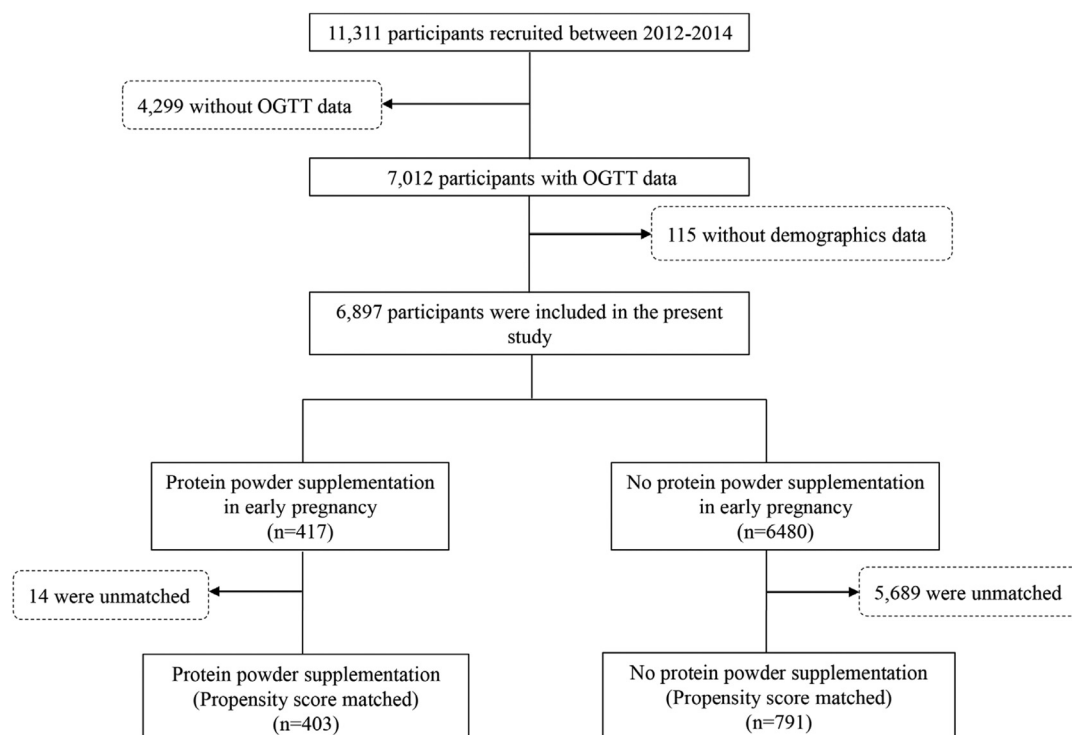 11,311 participants recruited between 2012-2014
4,299 without OGTT data
7,012 participants with OGTT data
115 without demographics data
6,897 participants were included in the present
study
Protein powder supplementation
in early pregnancy
(n=417)
No protein powder supplementation
in early pregnancy
(n=6480)
14 were unmatched
5,689 were unmatched
Protein powder supplementation
(Propensity score matched)
(n=403)
No protein powder supplementation
(Propensity score matched)
(n=791)